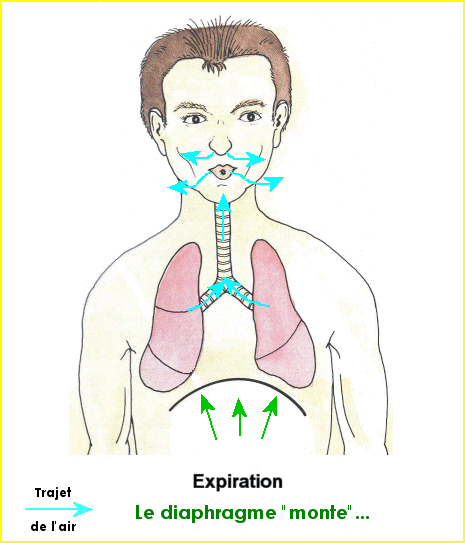 Expiration
Trajet
de l'air
Le diaphragme "monte"...